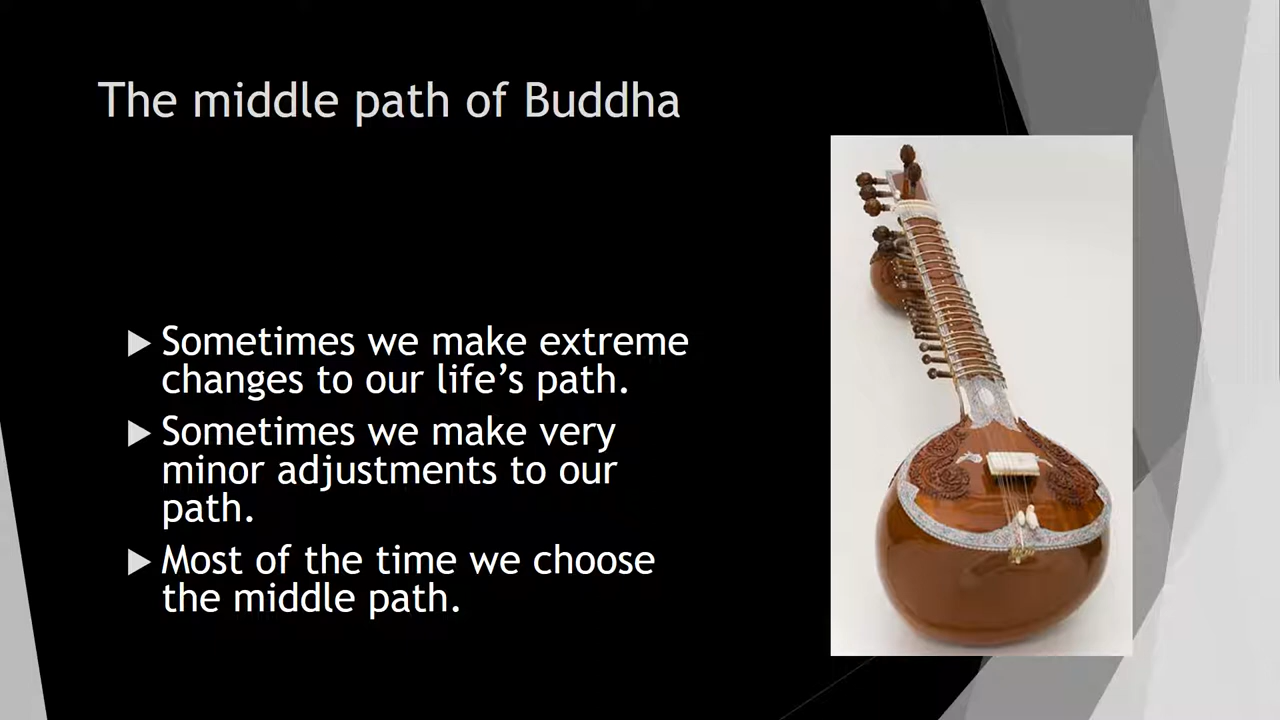 The middle path of Buddha
Sometimes we make extreme
changes to our life’s path.
Sometimes we make very
minor adjustments to our
path.
Most of the time we choose
the middle path.